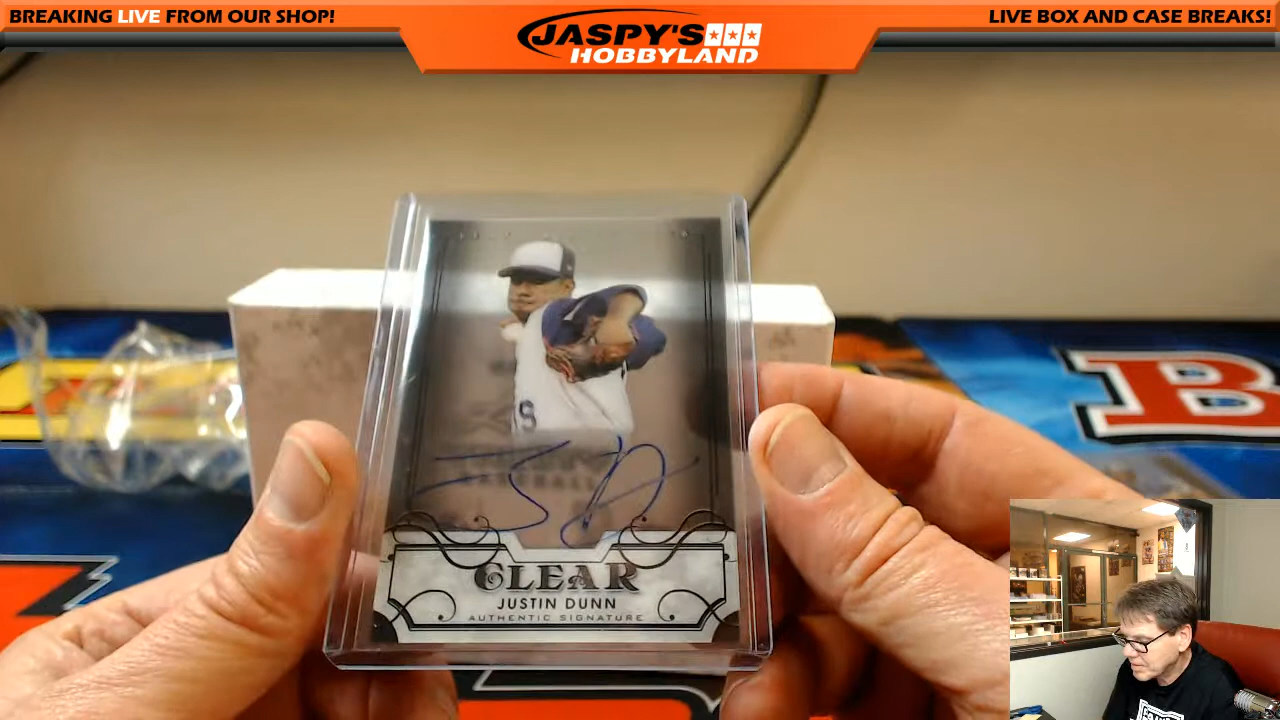 BREAKING LIVE FROM OUR SHOP!
JASPY'S
HOBBYLAND
LIVE BOX AND CASE BREAKS!
CLEAR
JUSTIN DUNN
AUTHENTIC SIGNATURE
B